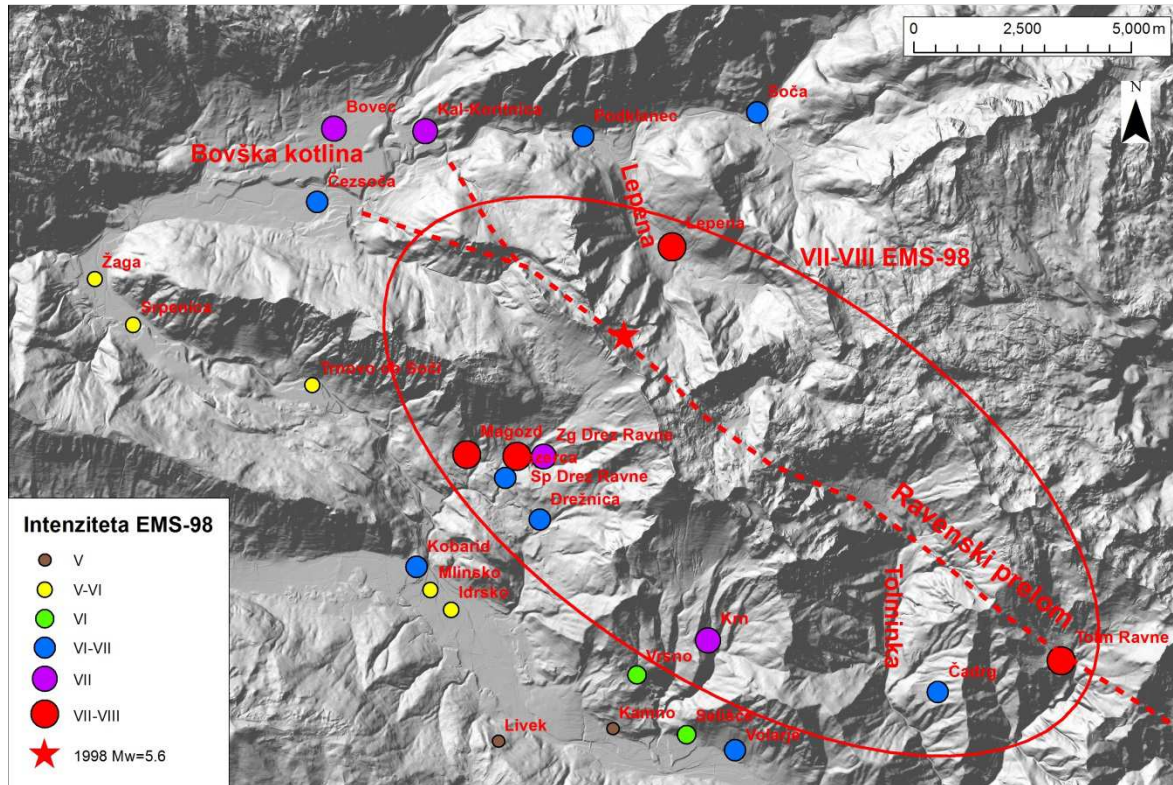 0 2,500 5,000 m
N
Soča
Bovec
Kal-Koritnica
Podklanec
Bovška kotlina
Čezsoča
Lepena
Lepena
VII-VIII EMS-98
Žaga
Srpenica
Trnovo ob Soči
Magozd
Zg Drez Ravne
Sp Drez Ravne
Drežnica
Ravenski prelom
Kobarid
Mlinsko
Idrsko
Tolminka
Krn
Tolm Ravne
Vrsno
Čadrg
Kamno
Selišče
Livek
Volarje
Intenziteta EMS-98
V
V-VI
VI
VI-VII
VII
VII-VIII
1998 Mw=5.6